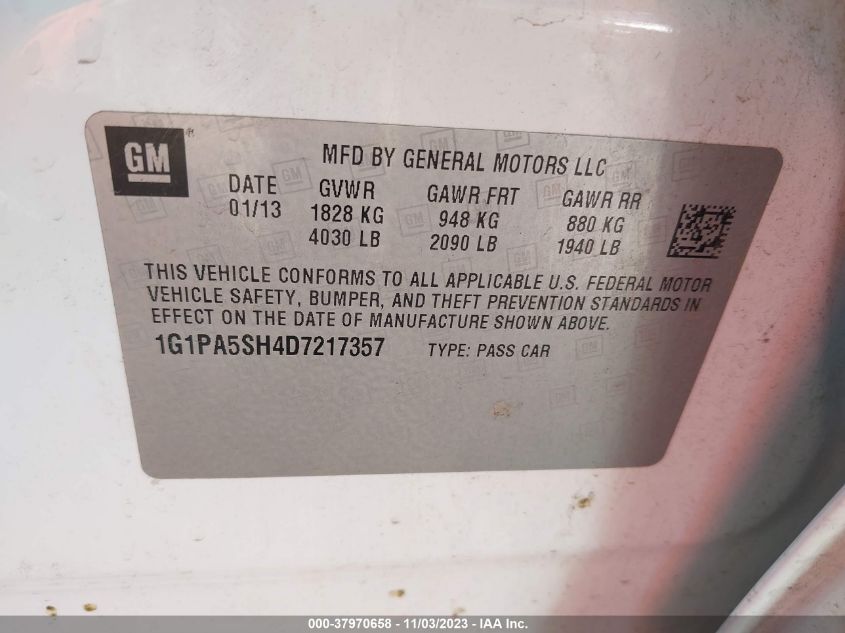 GM®
MFD BY GENERAL MOTORS LLC
DATE GVWR GAWR FRT GAWR RR
01/13 1828 KG 948 KG 880 KG
4030 LB 2090 LB 1940 LB
THIS VEHICLE CONFORMS TO ALL APPLICABLE U.S. FEDERAL MOTOR
VEHICLE SAFETY, BUMPER, AND THEFT PREVENTION STANDARDS IN
EFFECT ON THE DATE OF MANUFACTURE SHOWN ABOVE.
1G1PA5SH4D7217357 TYPE: PASS CAR
000-37970658 - 11/03/2023 - IAA Inc.